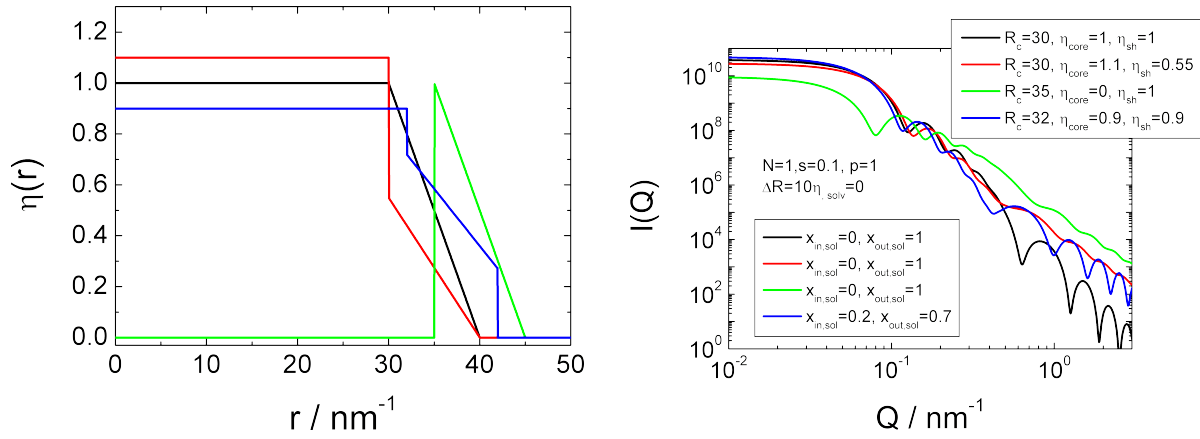 1.2
1.0
0.8
0.6
0.4
0.2
0.0
0 10 20 30 40 50
η(r)
r / nm⁻¹
R_c=30, η_core=1, η_sh=1
R_c=30, η_core=1.1, η_sh=0.55
R_c=35, η_core=0, η_sh=1
R_c=32, η_core=0.9, η_sh=0.9
10¹⁰
10⁸
10⁶
10⁴
10²
10⁰
I(Q)
N=1,s=0.1, p=1
ΔR=10η, solv=0
x_in,sol=0, x_out,sol=1
x_in,sol=0, x_out,sol=1
x_in,sol=0, x_out,sol=1
x_in,sol=0.2, x_out,sol=0.7
10⁻² 10⁻¹ 10⁰
Q / nm⁻¹